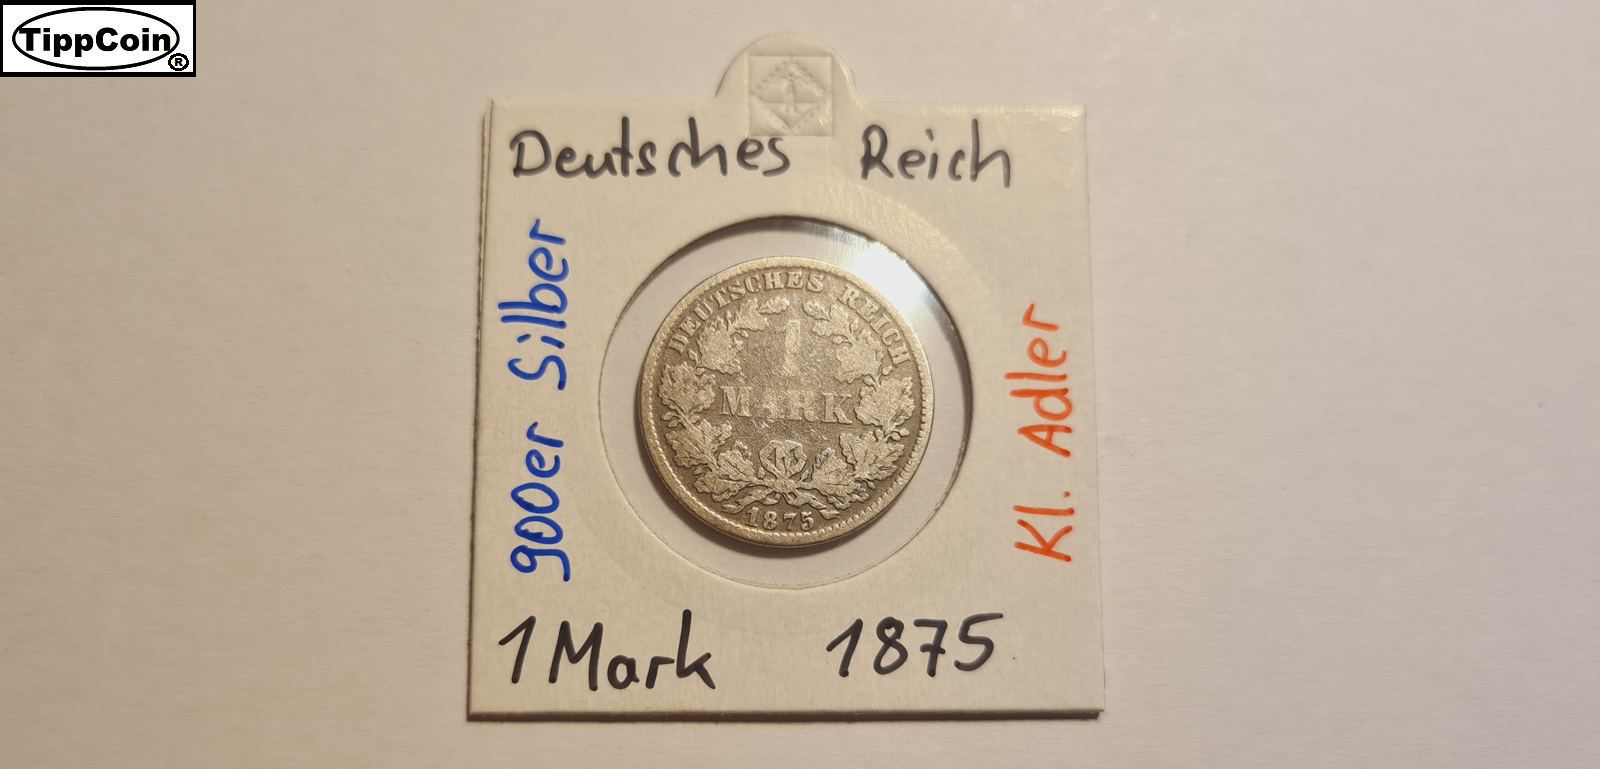 TippCoin
®
Deutsches Reich
900er Silber
DEUTSCHES REICH
1
MARK
1875
Kl. Adler
1 Mark 1875